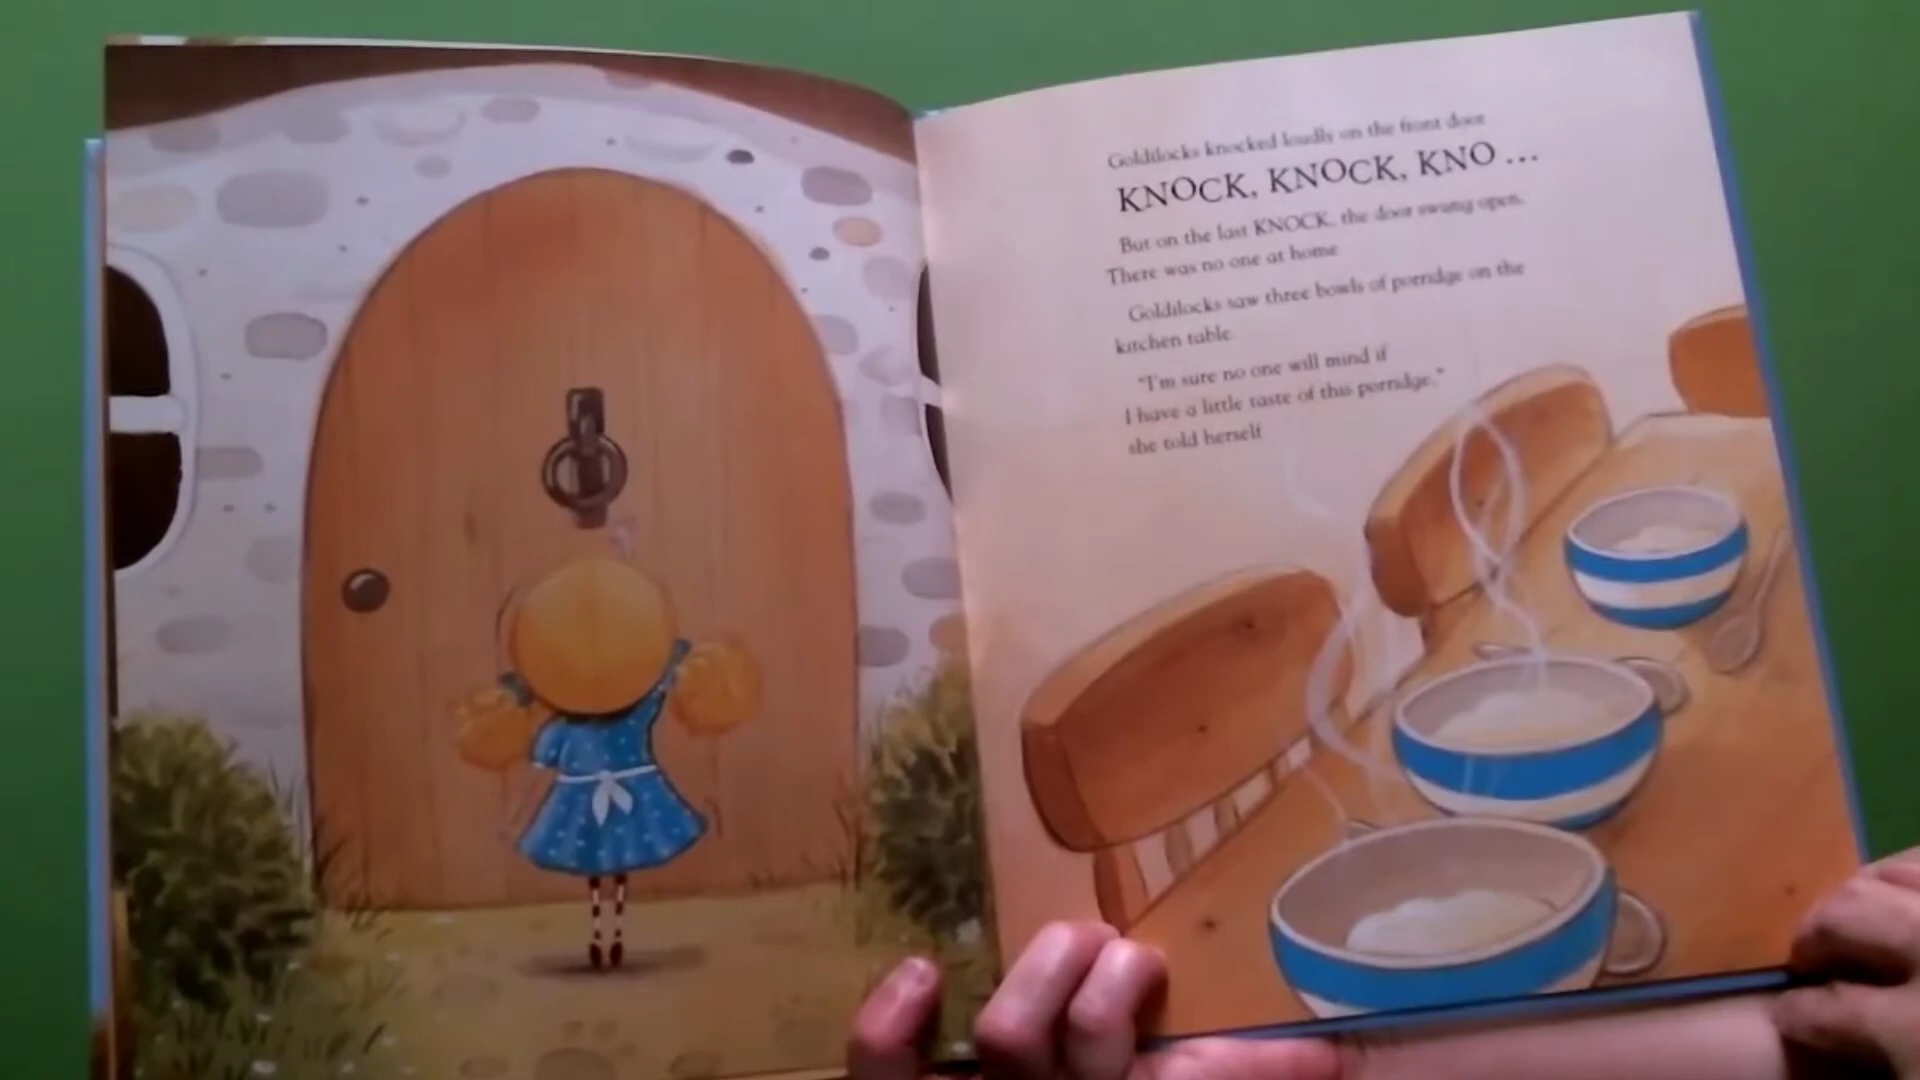 Goldilocks knocked loudly on the front door
KNOCK, KNOCK, KNO ...
But on the last KNOCK, the door swung open.
There was no one at home
Goldilocks saw three bowls of porridge on the
kitchen table.
"I'm sure no one will mind if
I have a little taste of this porridge,"
she told herself